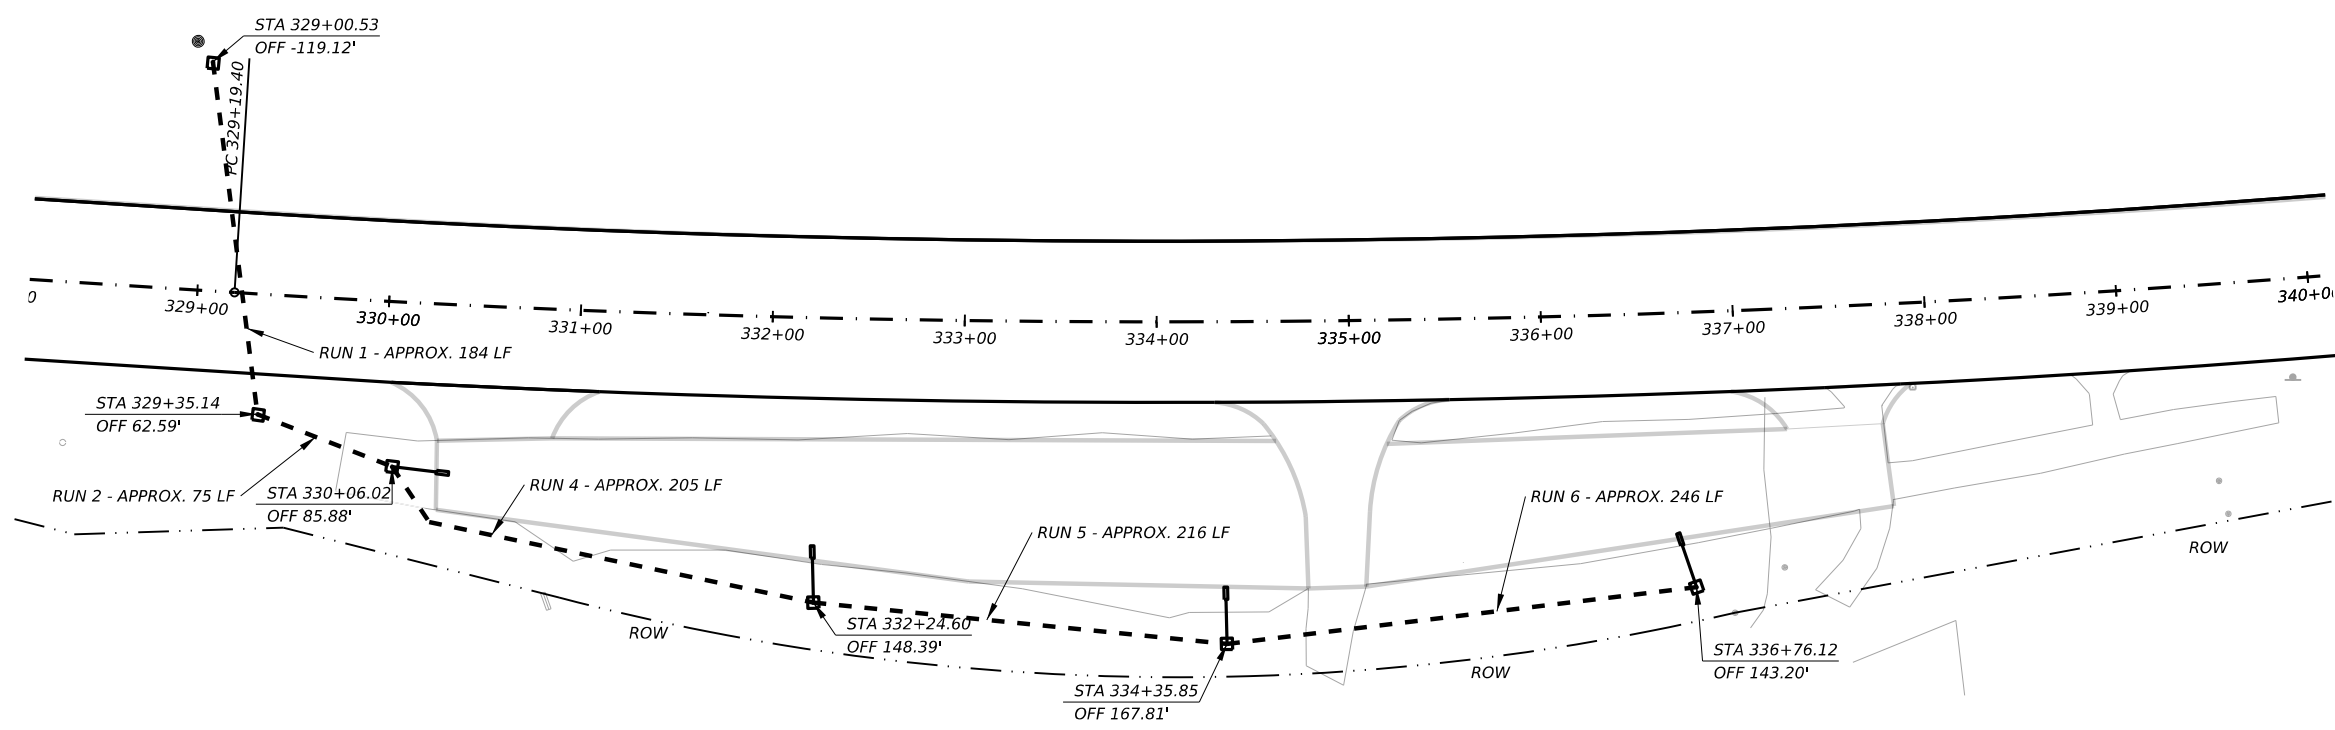 STA 329+00.53
OFF -119.12'
PC 329+19.40
0
329+00
330+00
331+00
332+00
333+00
334+00
335+00
336+00
337+00
338+00
339+00
340+0
RUN 1 - APPROX. 184 LF
STA 329+35.14
OFF 62.59'
RUN 2 - APPROX. 75 LF
STA 330+06.02
OFF 85.88'
RUN 4 - APPROX. 205 LF
RUN 5 - APPROX. 216 LF
RUN 6 - APPROX. 246 LF
ROW
STA 332+24.60
OFF 148.39'
ROW
STA 334+35.85
OFF 167.81'
ROW
STA 336+76.12
OFF 143.20'